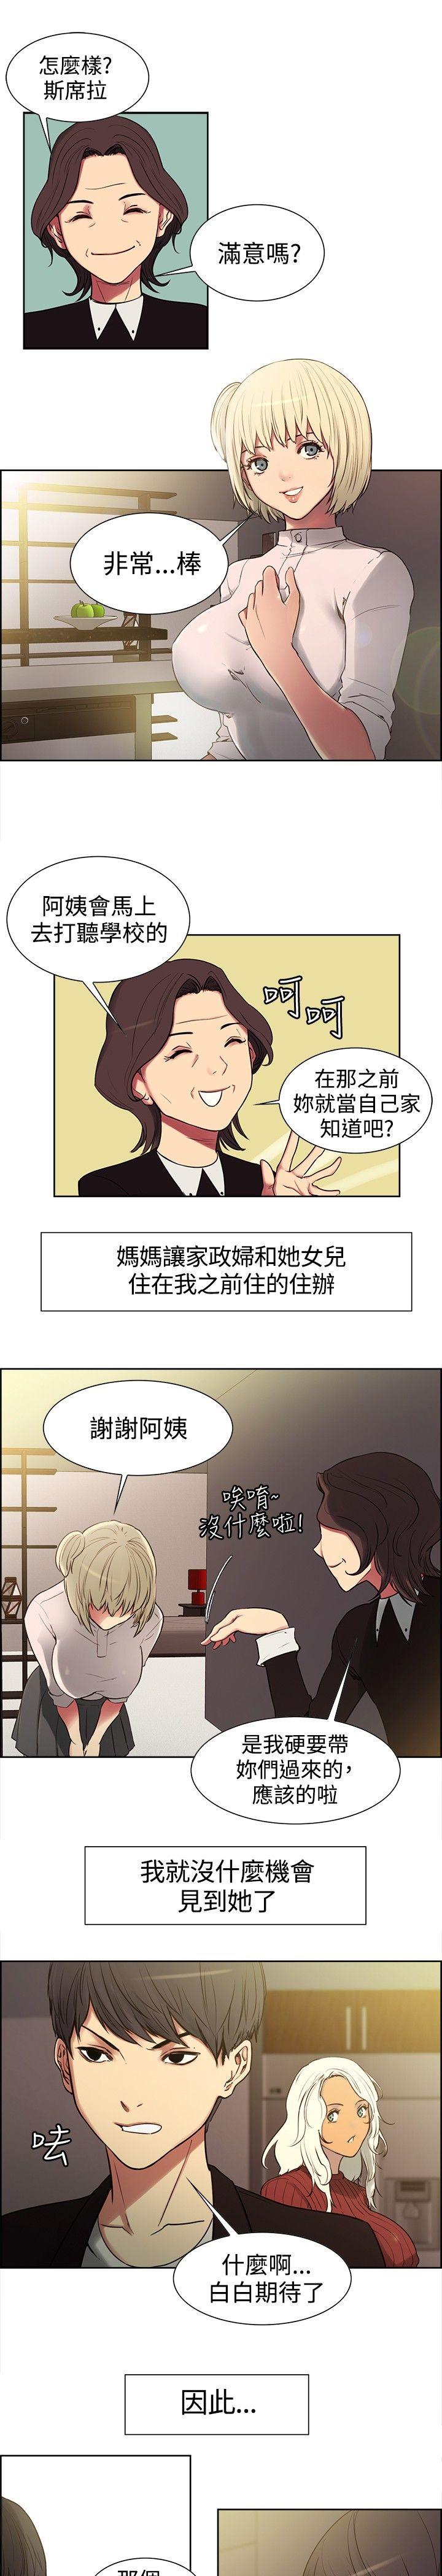 怎麼樣?
斯席拉
滿意嗎?
非常...棒
阿姨會馬上
去打聽學校的
呵呵
在那之前
妳就當自己家
知道吧?
媽媽讓家政婦和她女兒
住在我之前住的住辦
謝謝阿姨
唉唷~
沒什麼啦!
是我硬要帶
妳們過來的,
應該的啦
我就沒什麼機會
見到她了
呿
什麼啊...
白白期待了
因此...
那個